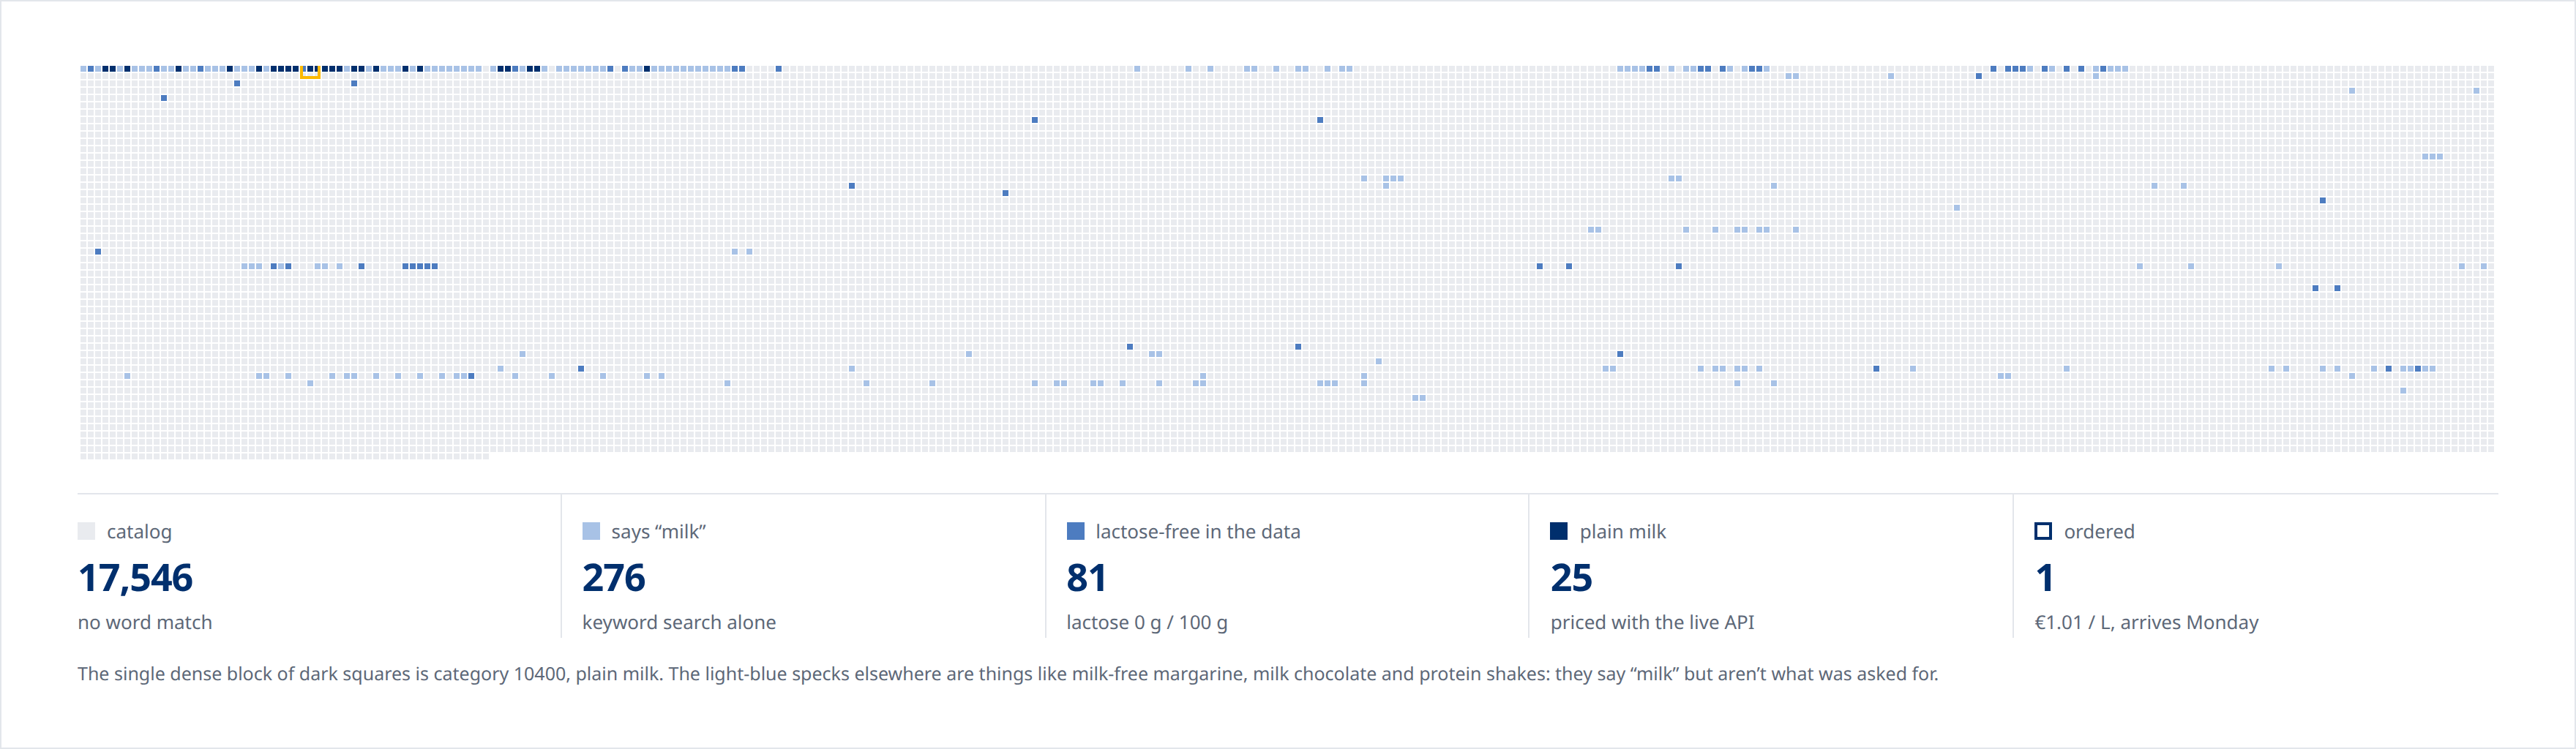 catalog
17,546
no word match
says “milk”
276
keyword search alone
lactose-free in the data
81
lactose 0 g / 100 g
plain milk
25
priced with the live API
ordered
1
€1.01 / L, arrives Monday
The single dense block of dark squares is category 10400, plain milk. The light-blue specks elsewhere are things like milk-free margarine, milk chocolate and protein shakes: they say “milk” but aren’t what was asked for.